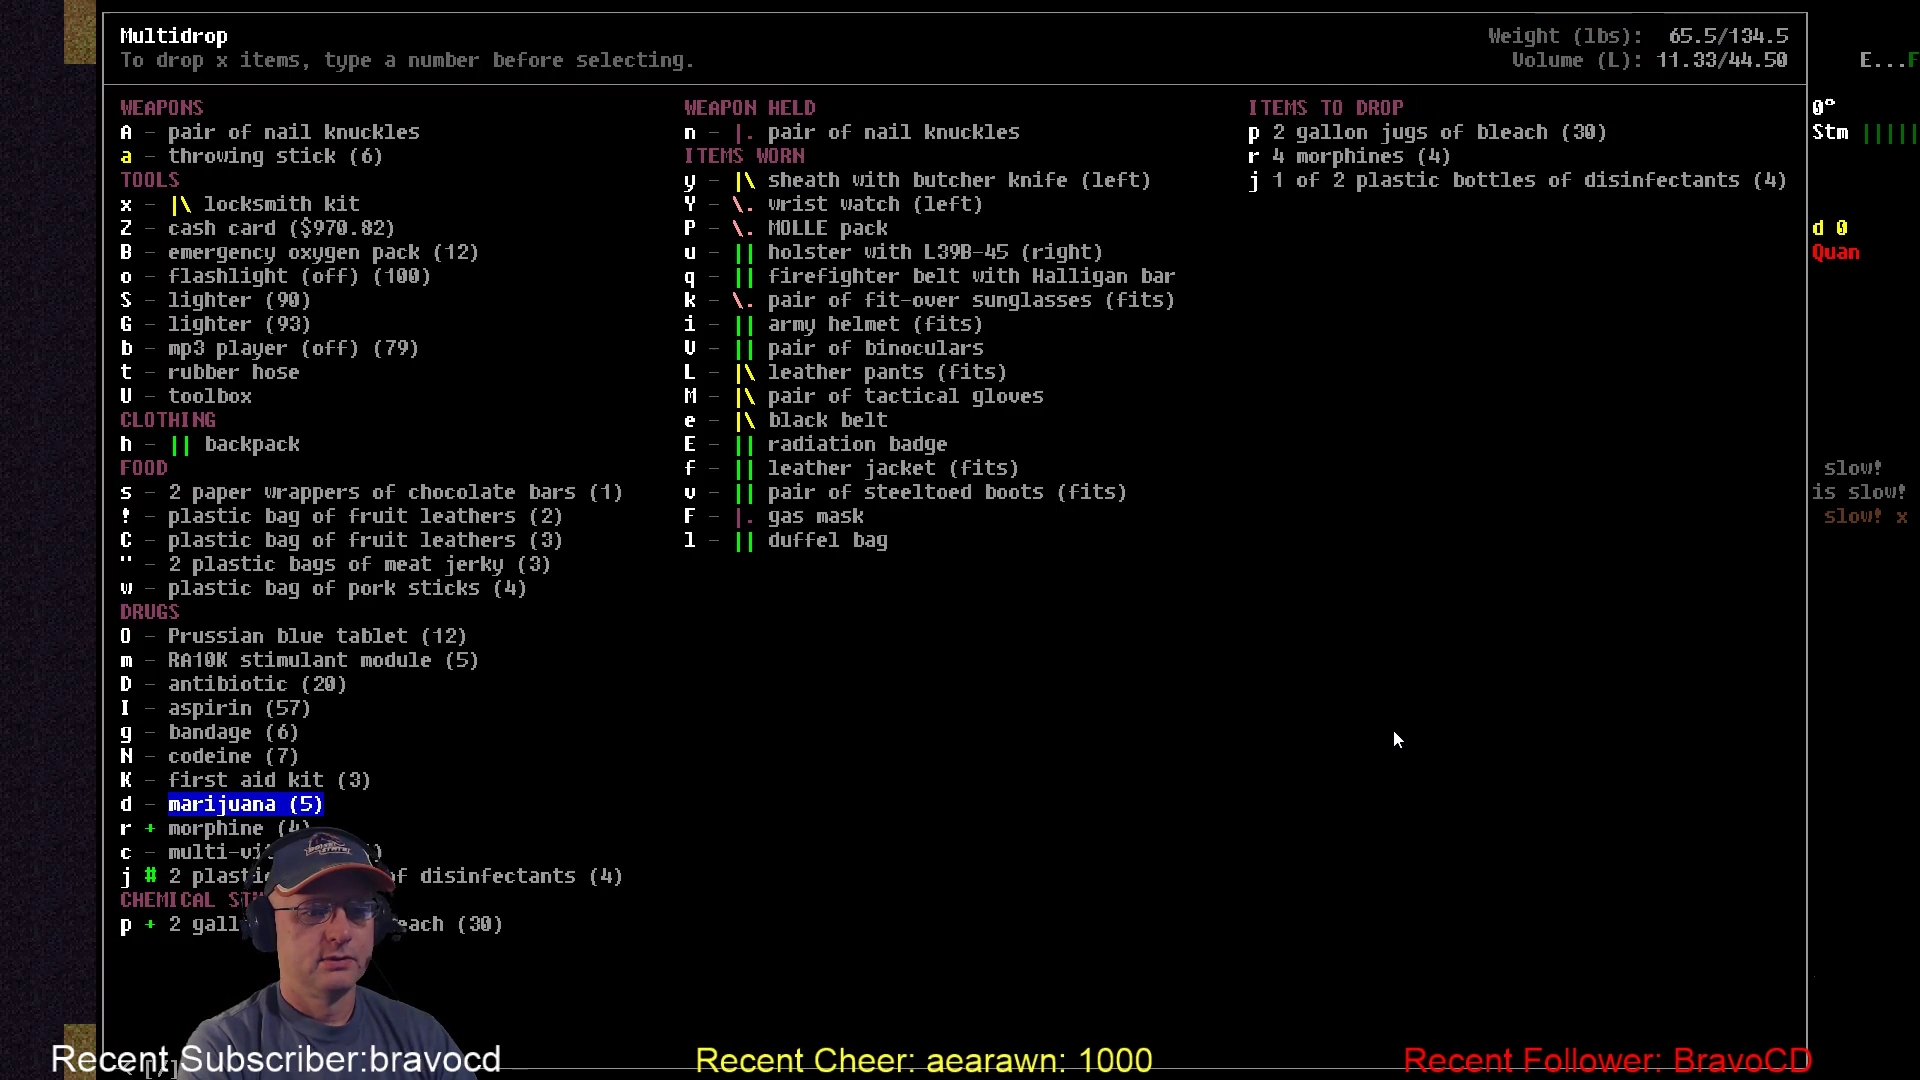 Multidrop
To drop x items, type a number before selecting.
Weight (lbs): 65.5/134.5
Volume (L): 11.33/44.50
WEAPONS
A - pair of nail knuckles
a - throwing stick (6)
TOOLS
x - |\ locksmith kit
Z - cash card ($970.82)
B - emergency oxygen pack (12)
o - flashlight (off) (100)
S - lighter (90)
G - lighter (93)
b - mp3 player (off) (79)
t - rubber hose
U - toolbox
CLOTHING
h - || backpack
FOOD
s - 2 paper wrappers of chocolate bars (1)
! - plastic bag of fruit leathers (2)
C - plastic bag of fruit leathers (3)
" - 2 plastic bags of meat jerky (3)
w - plastic bag of pork sticks (4)
DRUGS
O - Prussian blue tablet (12)
m - RA10K stimulant module (5)
D - antibiotic (20)
I - aspirin (57)
g - bandage (6)
N - codeine (7)
K - first aid kit (3)
d - marijuana (5)
r + morphine (4)
c - multi-vi
j # 2 plasti of disinfectants (4)
CHEMICAL ST
p + 2 gall each (30)
WEAPON HELD
n - |. pair of nail knuckles
ITEMS WORN
y - |\ sheath with butcher knife (left)
Y - \. wrist watch (left)
P - \. MOLLE pack
u - || holster with L39B-45 (right)
q - || firefighter belt with Halligan bar
k - \. pair of fit-over sunglasses (fits)
i - || army helmet (fits)
V - || pair of binoculars
L - |\ leather pants (fits)
M - |\ pair of tactical gloves
e - |\ black belt
E - || radiation badge
f - || leather jacket (fits)
v - || pair of steeltoed boots (fits)
F - |. gas mask
l - || duffel bag
ITEMS TO DROP
p 2 gallon jugs of bleach (30)
r 4 morphines (4)
j 1 of 2 plastic bottles of disinfectants (4)
E...F
0°
Stm |||||
d 0
Quan
slow!
is slow!
slow! x
Recent Subscriber:bravocd
Recent Cheer: aearawn: 1000
Recent Follower: BravoCD